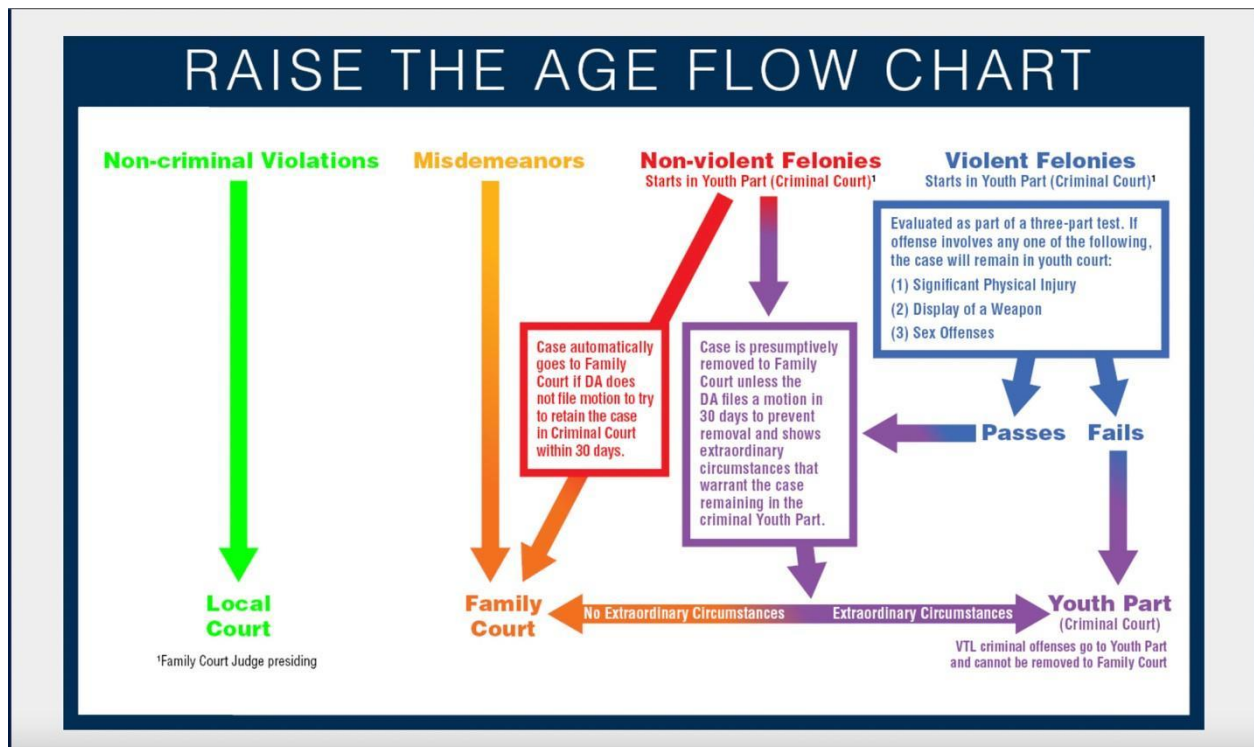 RAISE THE AGE FLOW CHART
Non-criminal Violations
Misdemeanors
Non-violent Felonies
Starts in Youth Part (Criminal Court)¹
Violent Felonies
Starts in Youth Part (Criminal Court)¹
Evaluated as part of a three-part test. If
offense involves any one of the following,
the case will remain in youth court:
(1) Significant Physical Injury
(2) Display of a Weapon
(3) Sex Offenses
Case automatically
goes to Family
Court if DA does
not file motion to try
to retain the case
in Criminal Court
within 30 days.
Case is presumptively
removed to Family
Court unless the
DA files a motion in
30 days to prevent
removal and shows
extraordinary
circumstances that
warrant the case
remaining in the
criminal Youth Part.
Passes
Fails
Local
Court
Family
Court
No Extraordinary Circumstances
Extraordinary Circumstances
Youth Part
(Criminal Court)
VTL criminal offenses go to Youth Part
and cannot be removed to Family Court
¹Family Court Judge presiding